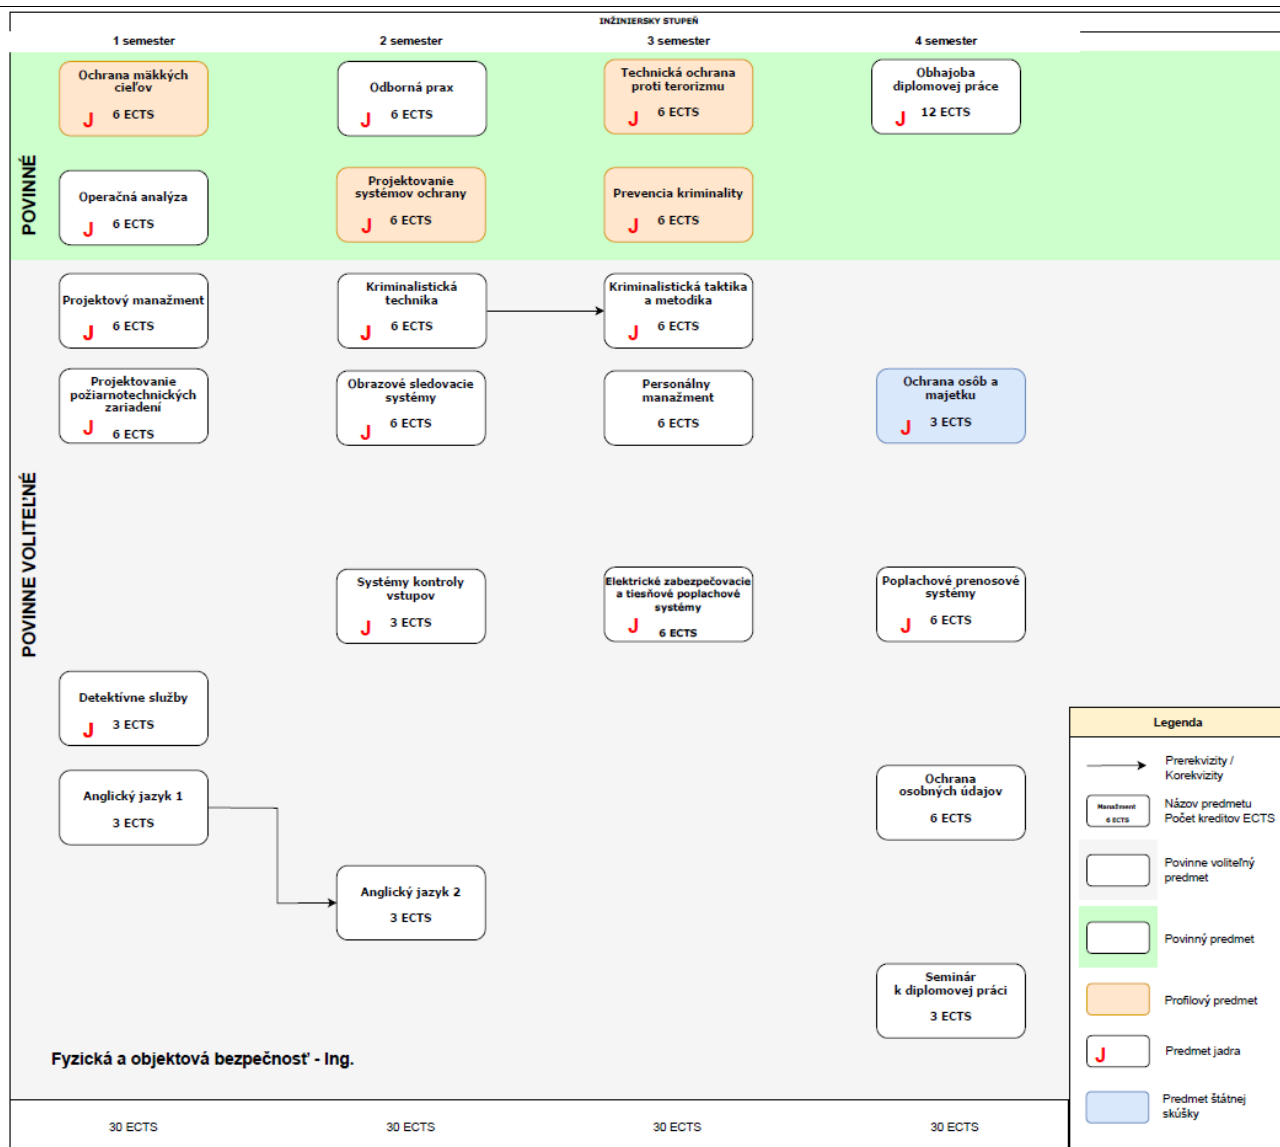 INŽINIERSKY STUPEŇ
1 semester
2 semester
3 semester
4 semester
POVINNÉ
Ochrana mäkkých
cieľov
J 6 ECTS
Odborná prax
J 6 ECTS
Technická ochrana
proti terorizmu
J 6 ECTS
Obhajoba
diplomovej práce
J 12 ECTS
Operačná analýza
J 6 ECTS
Projektovanie
systémov ochrany
J 6 ECTS
Prevencia kriminality
J 6 ECTS
POVINNE VOLITEĽNÉ
Projektový manažment
J 6 ECTS
Kriminalistická
technika
J 6 ECTS
Kriminalistická taktika
a metodika
J 6 ECTS
Projektovanie
požiarnotechnických
zariadení
J 6 ECTS
Obrazové sledovacie
systémy
J 6 ECTS
Personálny
manažment
6 ECTS
Ochrana osôb a
majetku
J 3 ECTS
Systémy kontroly
vstupov
J 3 ECTS
Elektrické zabezpečovacie
a tiesňové poplachové
systémy
J 6 ECTS
Poplachové prenosové
systémy
J 6 ECTS
Detektívne služby
J 3 ECTS
Anglický jazyk 1
3 ECTS
Ochrana
osobných údajov
6 ECTS
Anglický jazyk 2
3 ECTS
Seminár
k diplomovej práci
3 ECTS
Fyzická a objektová bezpečnosť - Ing.
30 ECTS
30 ECTS
30 ECTS
30 ECTS
Legenda
Prerekvizity /
Korekvizity
Manažment
6 ECTS
Názov predmetu
Počet kreditov ECTS
Povinne voliteľný
predmet
Povinný predmet
Profilový predmet
J
Predmet jadra
Predmet štátnej
skúšky